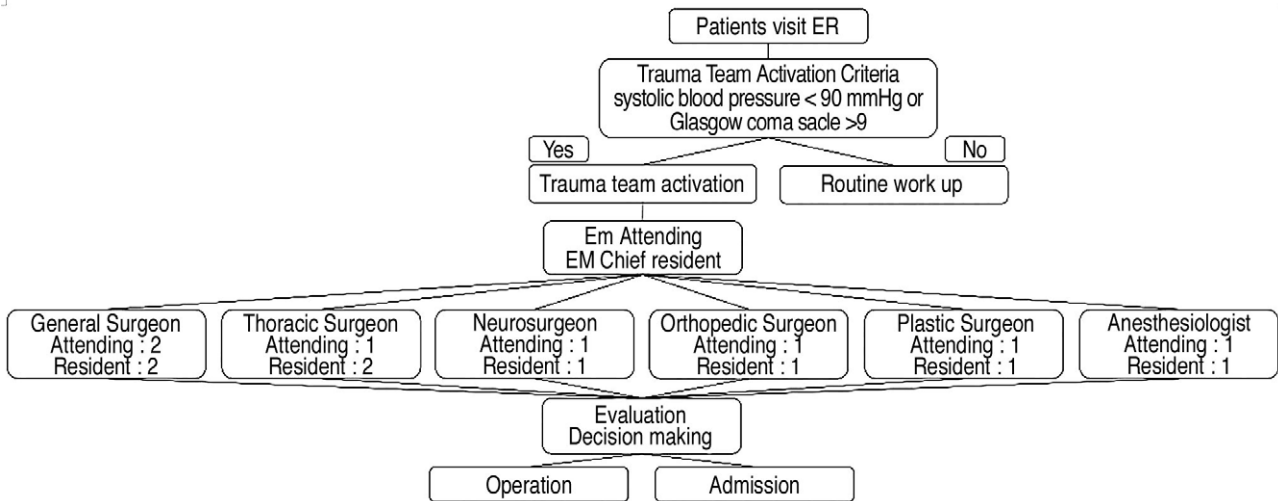 Patients visit ER
Trauma Team Activation Criteria
systolic blood pressure < 90 mmHg or
Glasgow coma sacle >9
Yes
No
Trauma team activation
Routine work up
Em Attending
EM Chief resident
General Surgeon
Attending : 2
Resident : 2
Thoracic Surgeon
Attending : 1
Resident : 2
Neurosurgeon
Attending : 1
Resident : 1
Orthopedic Surgeon
Attending : 1
Resident : 1
Plastic Surgeon
Attending : 1
Resident : 1
Anesthesiologist
Attending : 1
Resident : 1
Evaluation
Decision making
Operation
Admission